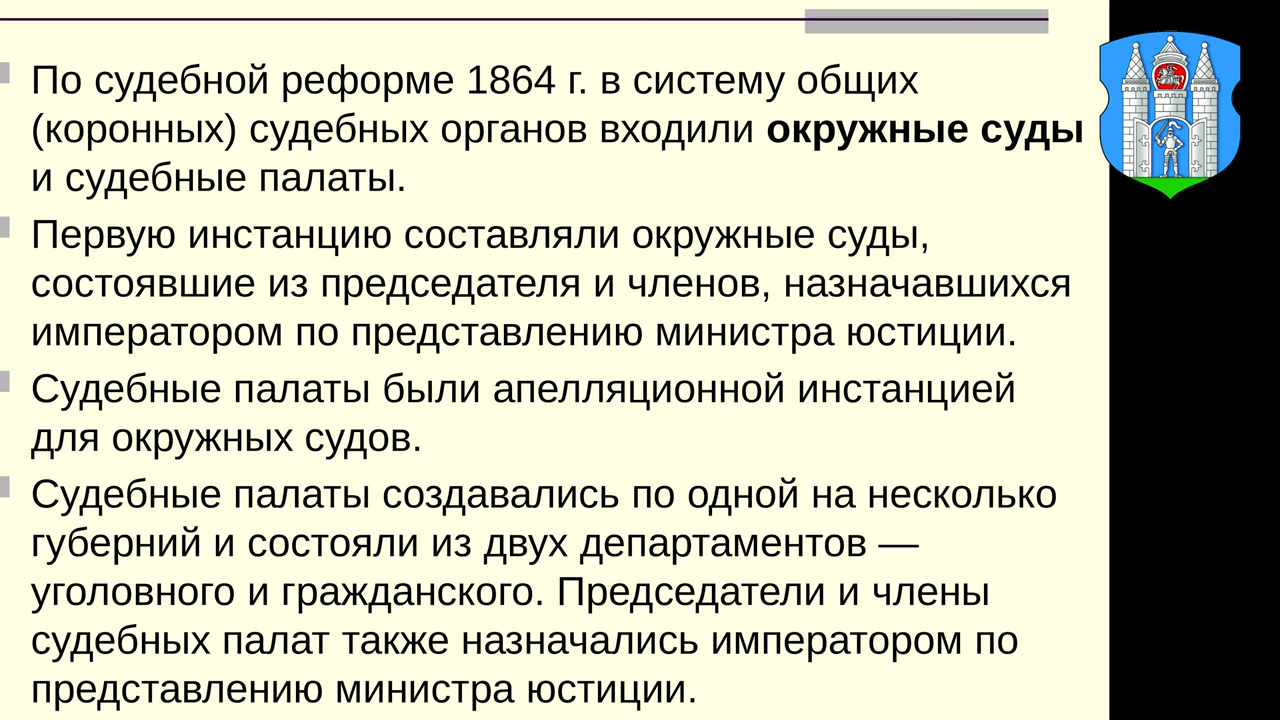 По судебной реформе 1864 г. в систему общих
(коронных) судебных органов входили окружные суды
и судебные палаты.
Первую инстанцию составляли окружные суды,
состоявшие из председателя и членов, назначавшихся
императором по представлению министра юстиции.
Судебные палаты были апелляционной инстанцией
для окружных судов.
Судебные палаты создавались по одной на несколько
губерний и состояли из двух департаментов —
уголовного и гражданского. Председатели и члены
судебных палат также назначались императором по
представлению министра юстиции.